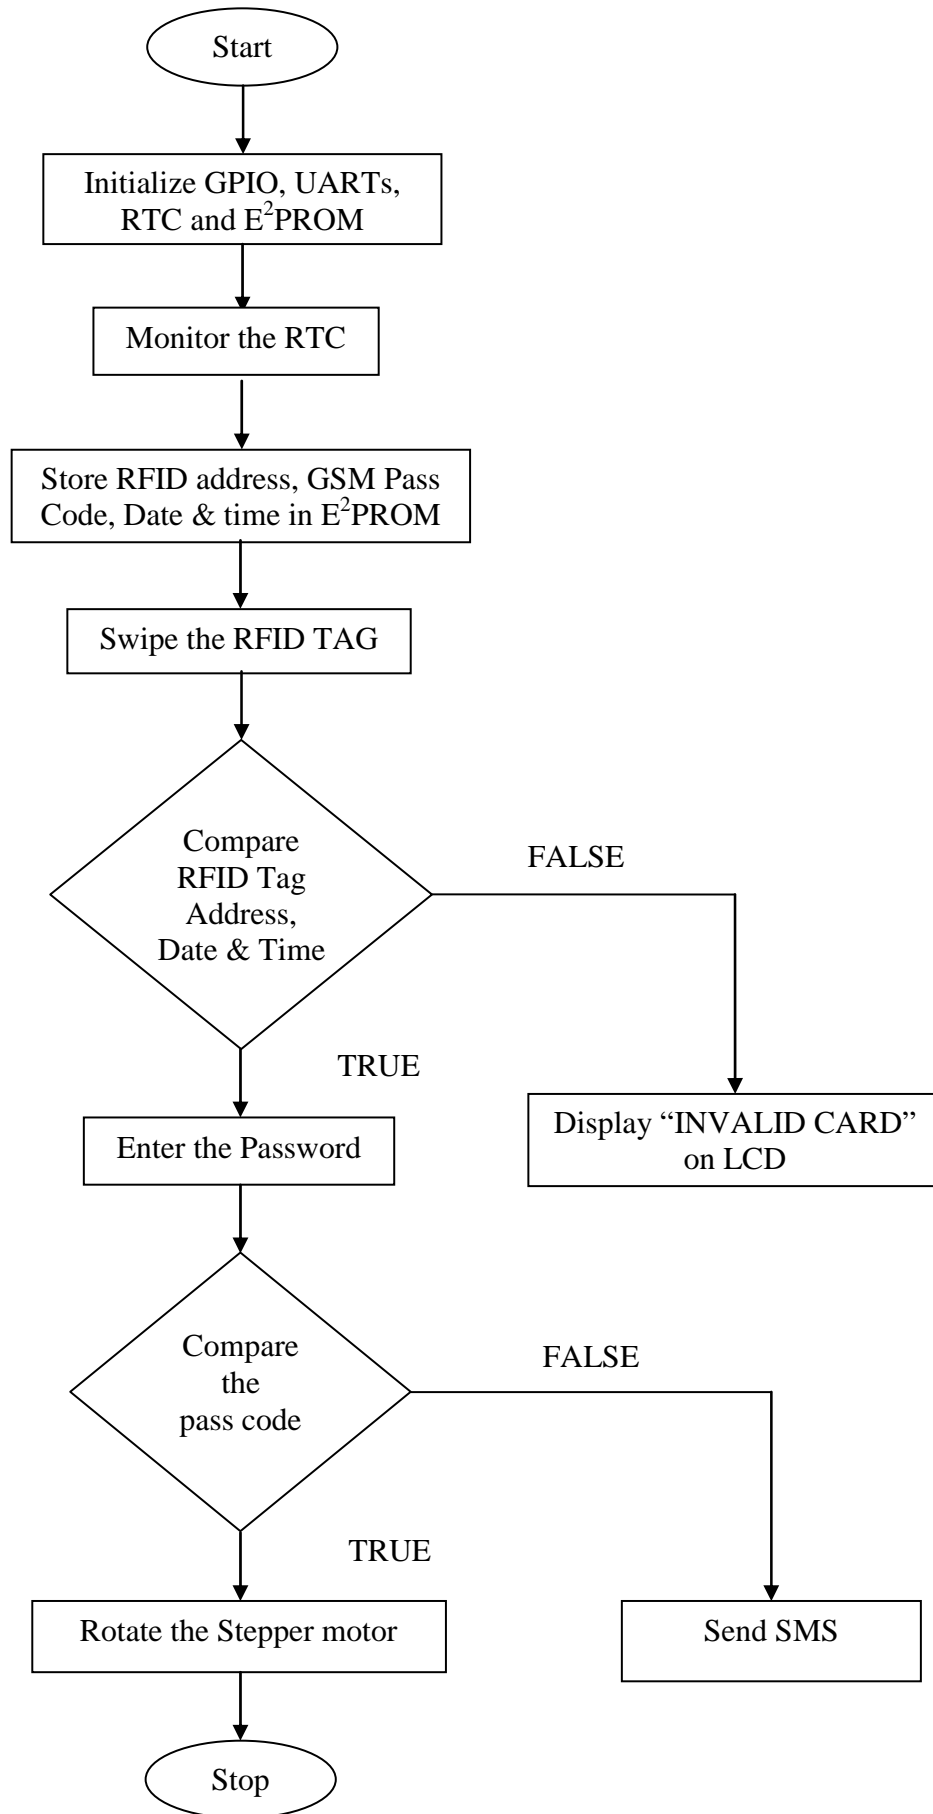 Start
Initialize GPIO, UARTs,
RTC and E²PROM
Monitor the RTC
Store RFID address, GSM Pass
Code, Date & time in E²PROM
Swipe the RFID TAG
Compare
RFID Tag
Address,
Date & Time
FALSE
TRUE
Enter the Password
Display “INVALID CARD”
on LCD
Compare
the
pass code
FALSE
TRUE
Rotate the Stepper motor
Send SMS
Stop